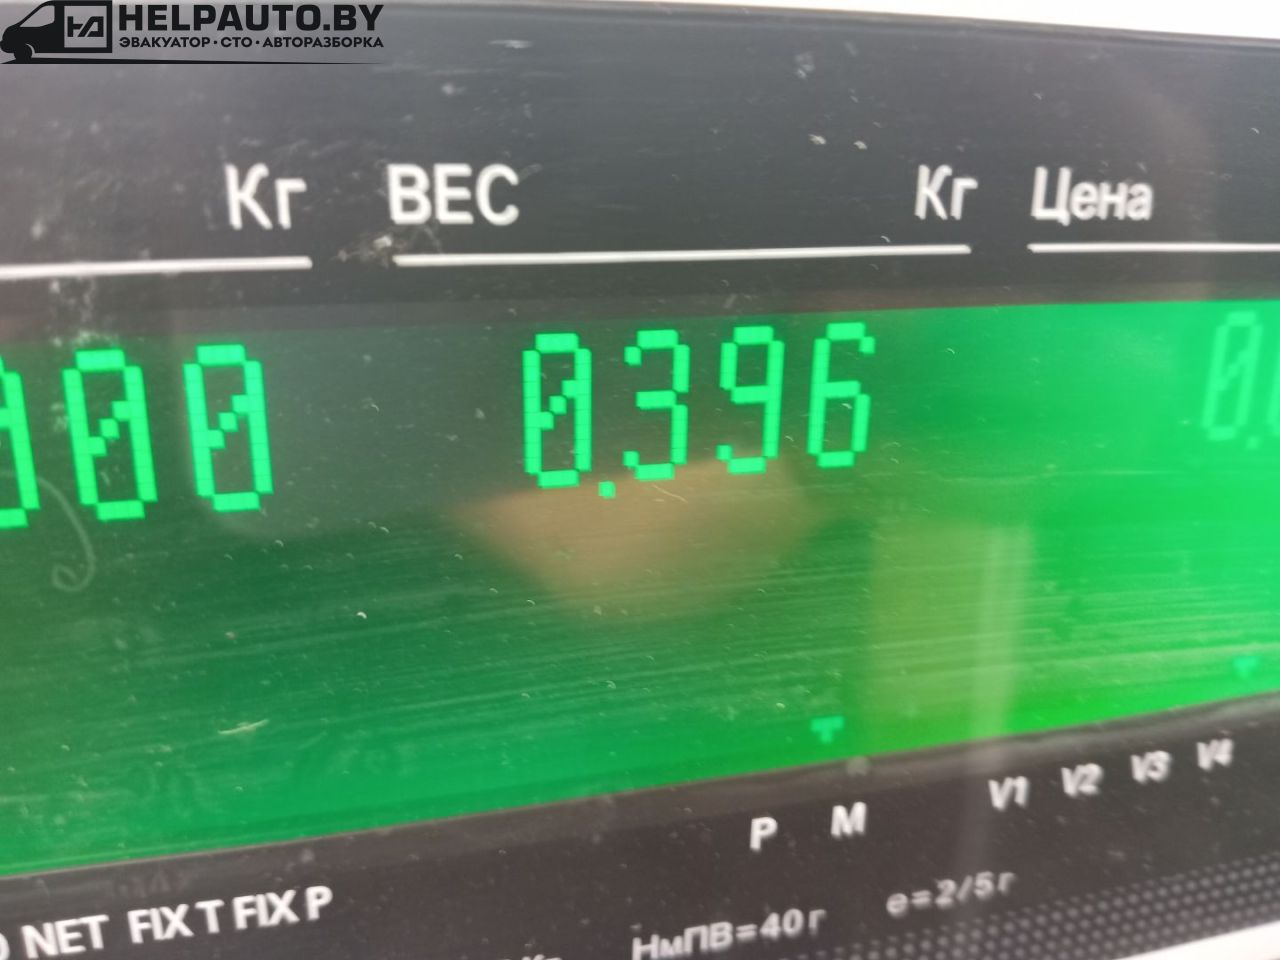 HELPAUTO.BY
ЭВАКУАТОР · СТО · АВТОРАЗБОРКА
Кг ВЕС Кг Цена
000 0.396 0.
P M V1 V2 V3 V4
NET FIX T FIX P
НмПВ=40г e=2/5г